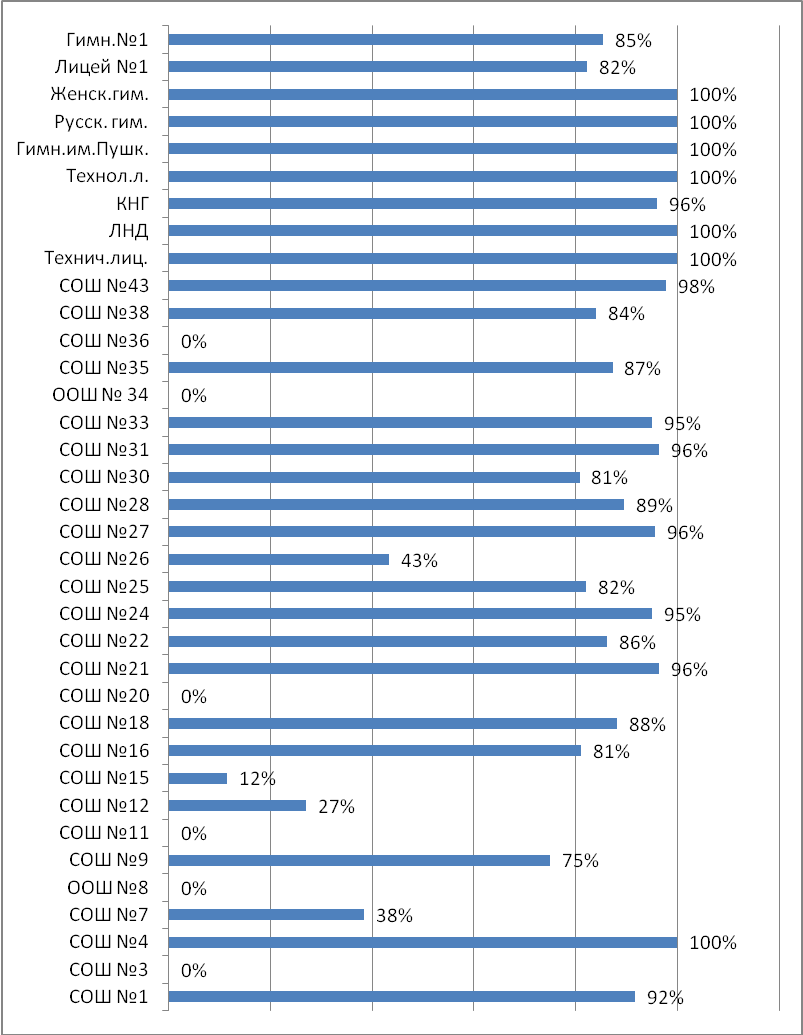 Гимн.№1 85%
Лицей №1 82%
Женск.гим. 100%
Русск. гим. 100%
Гимн.им.Пушк. 100%
Технол.л. 100%
КНГ 96%
ЛНД 100%
Технич.лиц. 100%
СОШ №43 98%
СОШ №38 84%
СОШ №36 0%
СОШ №35 87%
ООШ № 34 0%
СОШ №33 95%
СОШ №31 96%
СОШ №30 81%
СОШ №28 89%
СОШ №27 96%
СОШ №26 43%
СОШ №25 82%
СОШ №24 95%
СОШ №22 86%
СОШ №21 96%
СОШ №20 0%
СОШ №18 88%
СОШ №16 81%
СОШ №15 12%
СОШ №12 27%
СОШ №11 0%
СОШ №9 75%
ООШ №8 0%
СОШ №7 38%
СОШ №4 100%
СОШ №3 0%
СОШ №1 92%